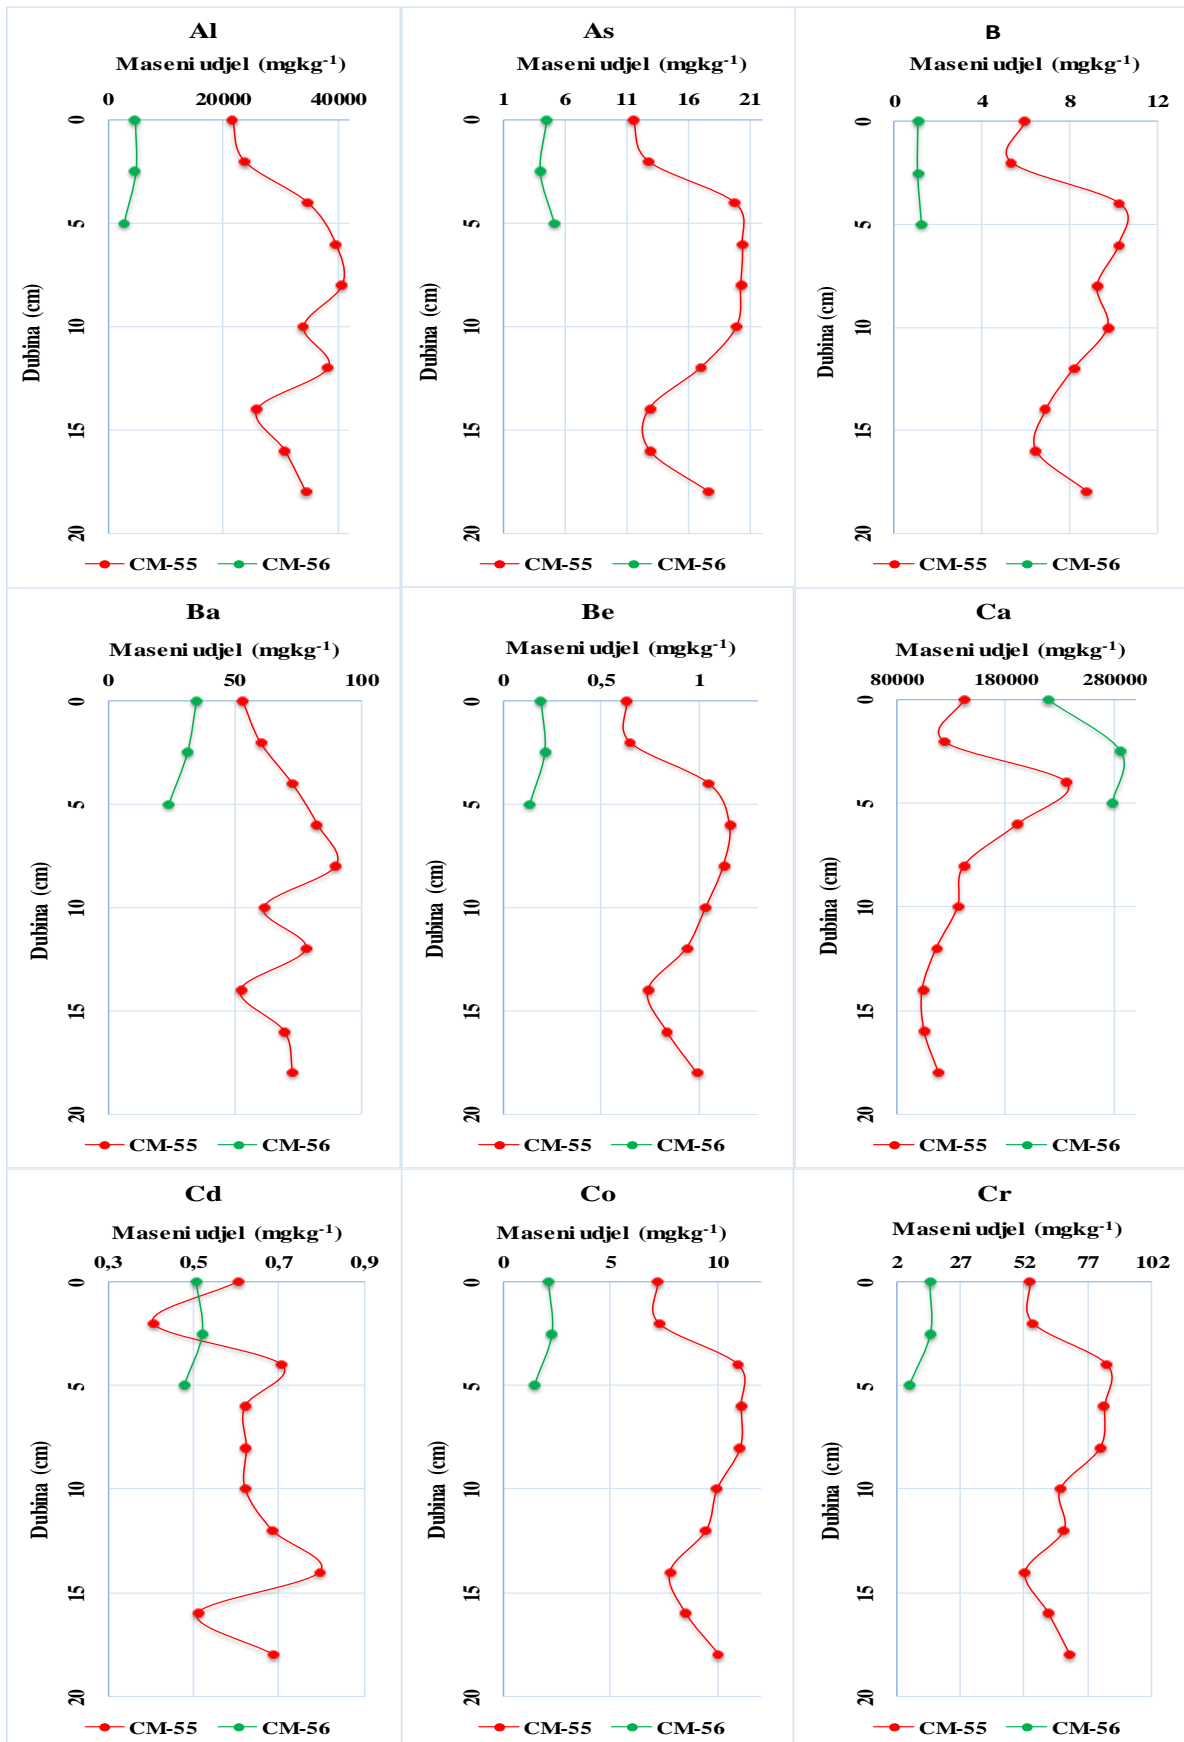 Al
Maseni udjel (mgkg-1)
0 20000 40000
0
5
10
15
20
Dubina (cm)
CM-55 CM-56
As
Maseni udjel (mgkg-1)
1 6 11 16 21
0
5
10
15
20
Dubina (cm)
CM-55 CM-56
B
Maseni udjel (mgkg-1)
0 4 8 12
0
5
10
15
20
Dubina (cm)
CM-55 CM-56
Ba
Maseni udjel (mgkg-1)
0 50 100
0
5
10
15
20
Dubina (cm)
CM-55 CM-56
Be
Maseni udjel (mgkg-1)
0 0,5 1
0
5
10
15
20
Dubina (cm)
CM-55 CM-56
Ca
Maseni udjel (mgkg-1)
80000 180000 280000
0
5
10
15
20
Dubina (cm)
CM-55 CM-56
Cd
Maseni udjel (mgkg-1)
0,3 0,5 0,7 0,9
0
5
10
15
20
Dubina (cm)
CM-55 CM-56
Co
Maseni udjel (mgkg-1)
0 5 10
0
5
10
15
20
Dubina (cm)
CM-55 CM-56
Cr
Maseni udjel (mgkg-1)
2 27 52 77 102
0
5
10
15
20
Dubina (cm)
CM-55 CM-56